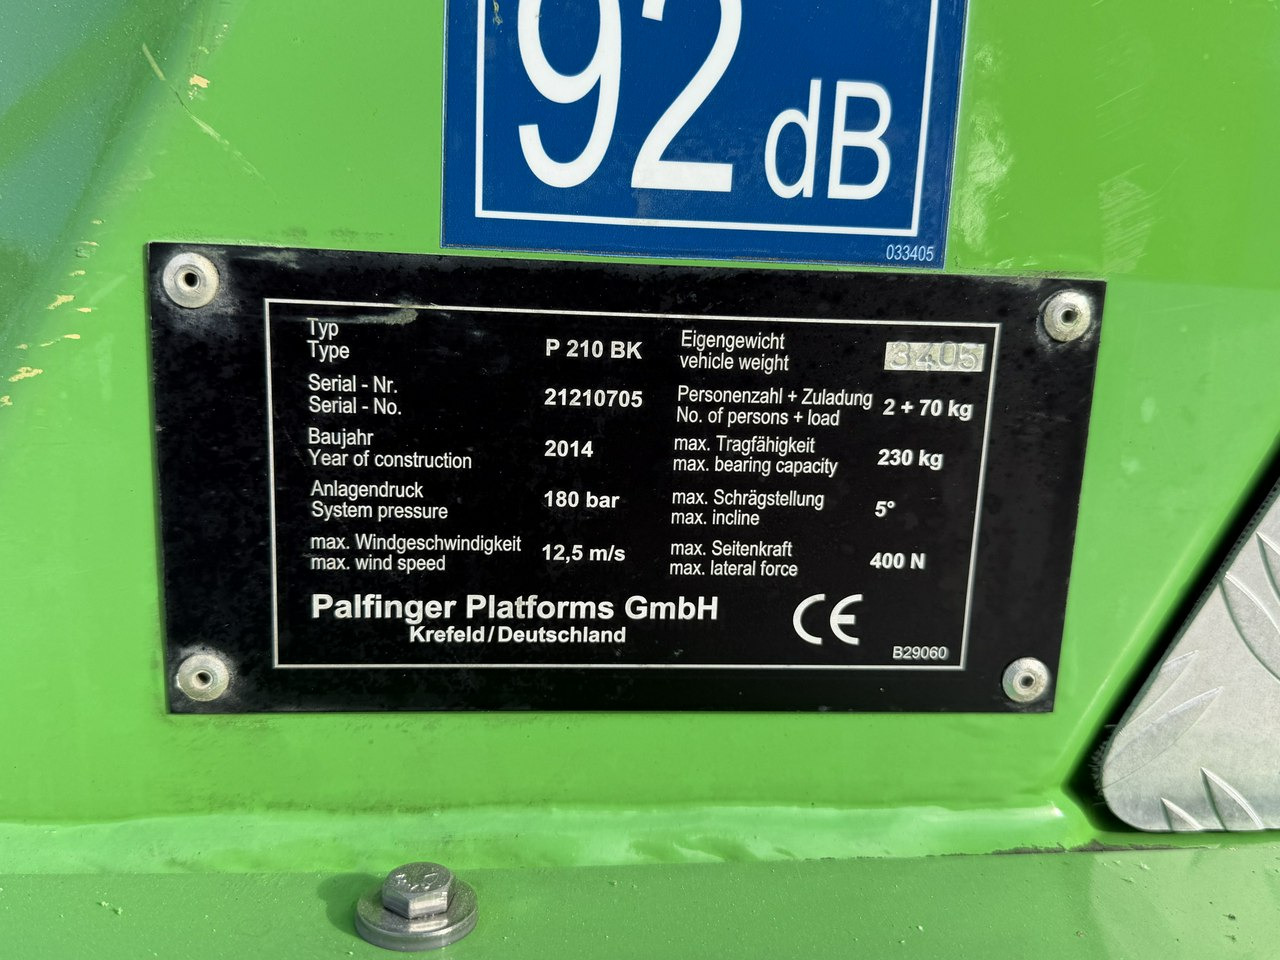 92 dB
033405
Typ
Type
P 210 BK
Serial - Nr.
Serial - No.
21210705
Baujahr
Year of construction
2014
Anlagendruck
System pressure
180 bar
max. Windgeschwindigkeit
max. wind speed
12,5 m/s
Eigengewicht
vehicle weight
3405
Personenzahl + Zuladung
No. of persons + load
2 + 70 kg
max. Tragfähigkeit
max. bearing capacity
230 kg
max. Schrägstellung
max. incline
5°
max. Seitenkraft
max. lateral force
400 N
Palfinger Platforms GmbH
Krefeld/Deutschland
CE
B29060